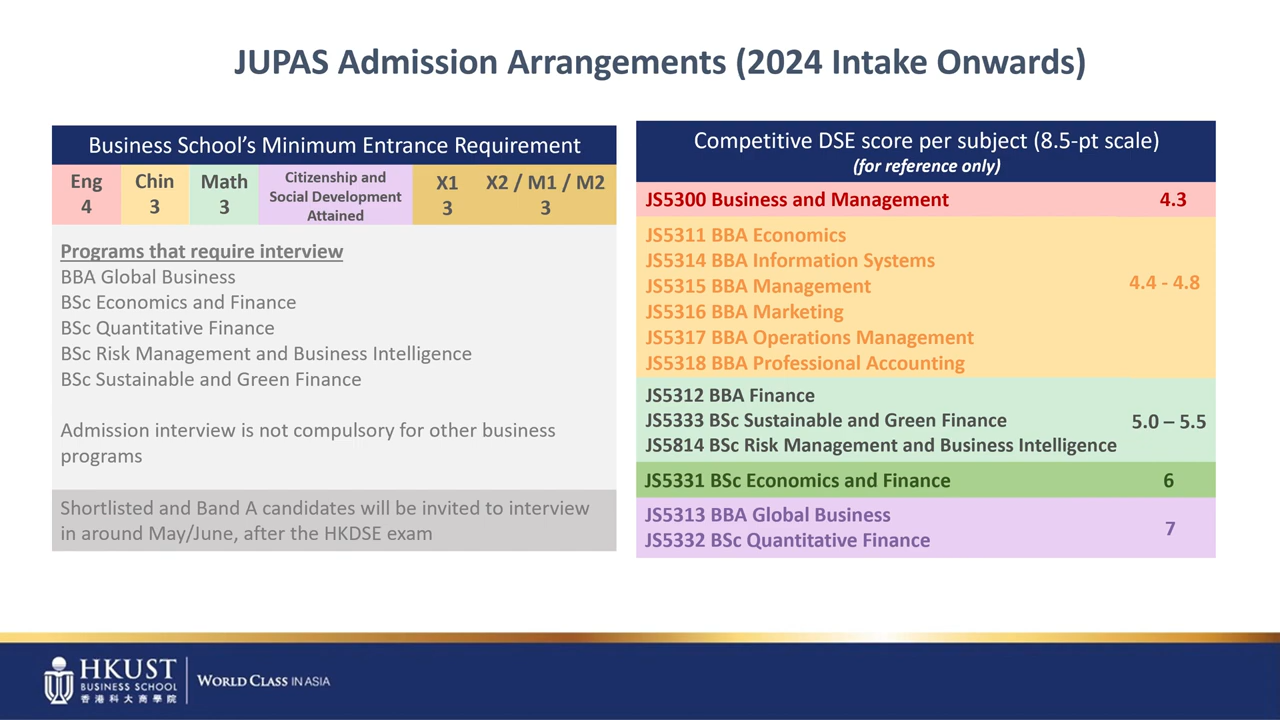 JUPAS Admission Arrangements (2024 Intake Onwards)
Business School's Minimum Entrance Requirement
Eng
4
Chin
3
Math
3
Citizenship and
Social Development
Attained
X1
3
X2 / M1 / M2
3
Programs that require interview
BBA Global Business
BSc Economics and Finance
BSc Quantitative Finance
BSc Risk Management and Business Intelligence
BSc Sustainable and Green Finance
Admission interview is not compulsory for other business
programs
Shortlisted and Band A candidates will be invited to interview
in around May/June, after the HKDSE exam
Competitive DSE score per subject (8.5-pt scale)
(for reference only)
JS5300 Business and Management 4.3
JS5311 BBA Economics
JS5314 BBA Information Systems
JS5315 BBA Management
JS5316 BBA Marketing
JS5317 BBA Operations Management
JS5318 BBA Professional Accounting
4.4 - 4.8
JS5312 BBA Finance
JS5333 BSc Sustainable and Green Finance
JS5814 BSc Risk Management and Business Intelligence
5.0 – 5.5
JS5331 BSc Economics and Finance 6
JS5313 BBA Global Business
JS5332 BSc Quantitative Finance
7
HKUST
BUSINESS SCHOOL
香港科大商學院
WORLD CLASS IN ASIA